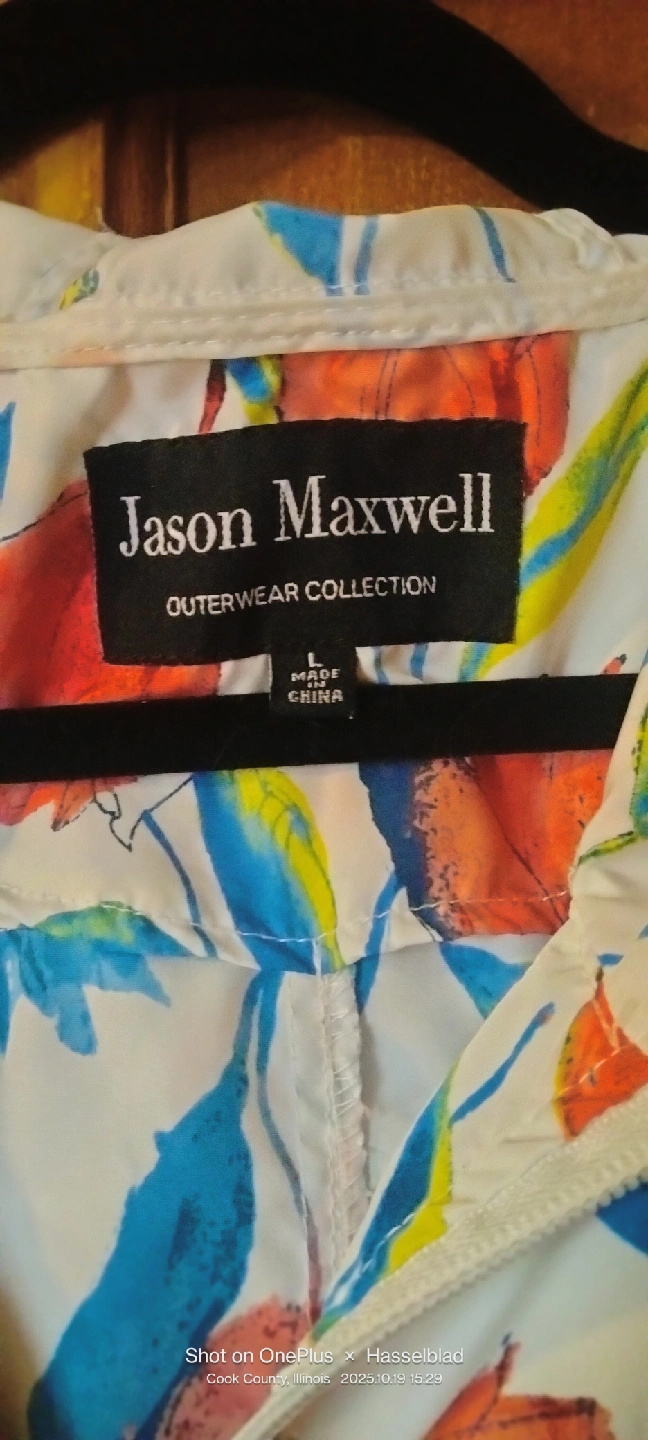 Jason Maxwell
OUTERWEAR COLLECTION
L
MADE
IN
CHINA
Shot on OnePlus × Hasselblad
Cook County, Illinois 2025.10.19 15:29